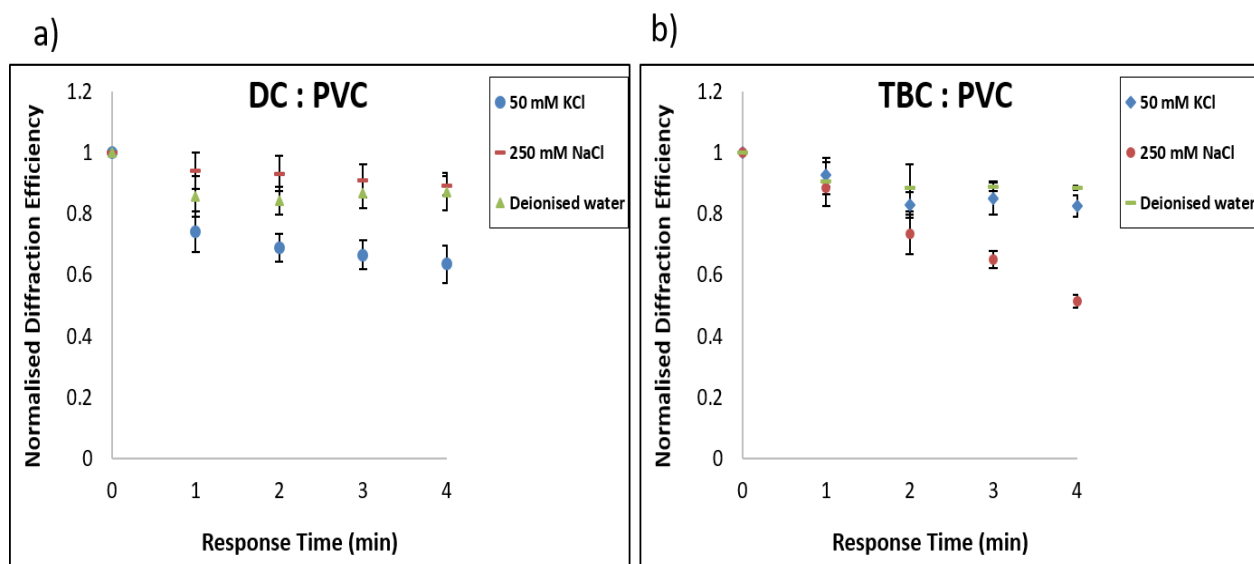 a)
DC : PVC
Normalised Diffraction Efficiency
1.2
1
0.8
0.6
0.4
0.2
0
0 1 2 3 4
Response Time (min)
50 mM KCl
250 mM NaCl
Deionised water
b)
TBC : PVC
Normalised Diffraction Efficiency
1.2
1
0.8
0.6
0.4
0.2
0
0 1 2 3 4
Response Time (min)
50 mM KCl
250 mM NaCl
Deionised water